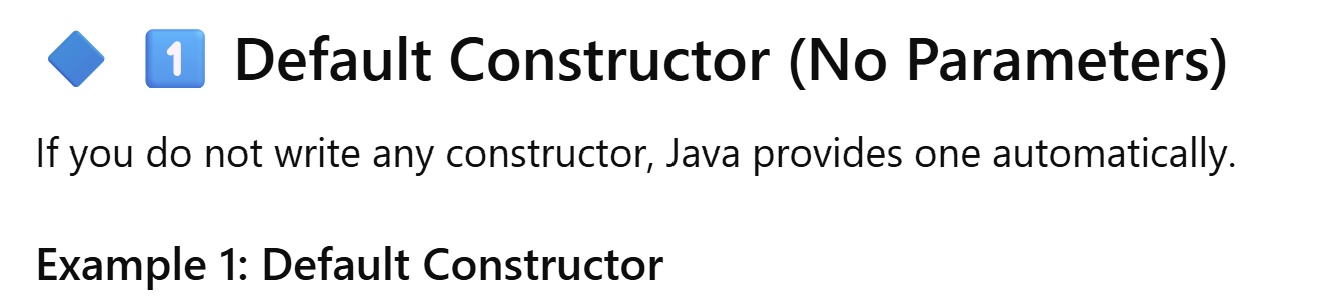 🔷 1️⃣ Default Constructor (No Parameters)
If you do not write any constructor, Java provides one automatically.
Example 1: Default Constructor